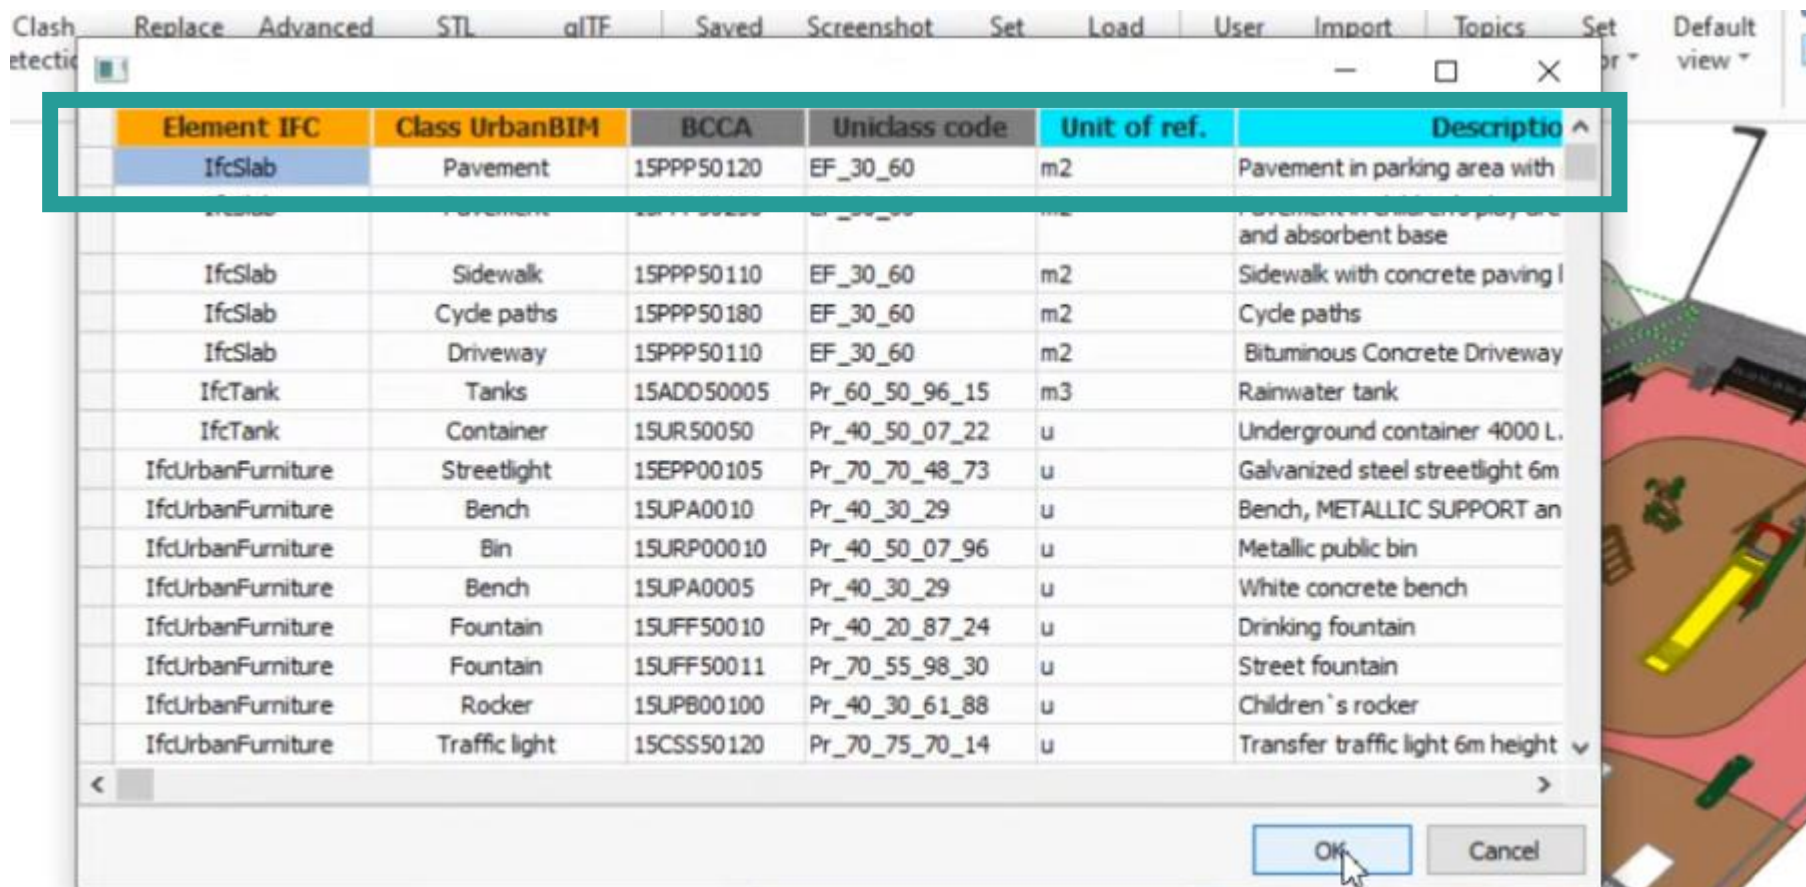 Clash Replace Advanced STL glTF Saved Screenshot Set Load User Import Topics Set Default
view
Element IFC Class UrbanBIM BCCA Uniclass code Unit of ref. Descriptio
IfcSlab Pavement 15PPP50120 EF_30_60 m2 Pavement in parking area with
and absorbent base
IfcSlab Sidewalk 15PPP50110 EF_30_60 m2 Sidewalk with concrete paving
IfcSlab Cycle paths 15PPP50180 EF_30_60 m2 Cycle paths
IfcSlab Driveway 15PPP50110 EF_30_60 m2 Bituminous Concrete Driveway
IfcTank Tanks 15ADD50005 Pr_60_50_96_15 m3 Rainwater tank
IfcTank Container 15UR50050 Pr_40_50_07_22 u Underground container 4000 L.
IfcUrbanFurniture Streetlight 15EPP00105 Pr_70_70_48_73 u Galvanized steel streetlight 6m
IfcUrbanFurniture Bench 15UPA0010 Pr_40_30_29 u Bench, METALLIC SUPPORT an
IfcUrbanFurniture Bin 15URP00010 Pr_40_50_07_96 u Metallic public bin
IfcUrbanFurniture Bench 15UPA0005 Pr_40_30_29 u White concrete bench
IfcUrbanFurniture Fountain 15UFF50010 Pr_40_20_87_24 u Drinking fountain
IfcUrbanFurniture Fountain 15UFF50011 Pr_70_55_98_30 u Street fountain
IfcUrbanFurniture Rocker 15UPB00100 Pr_40_30_61_88 u Children`s rocker
IfcUrbanFurniture Traffic light 15CSS50120 Pr_70_75_70_14 u Transfer traffic light 6m height
OK Cancel